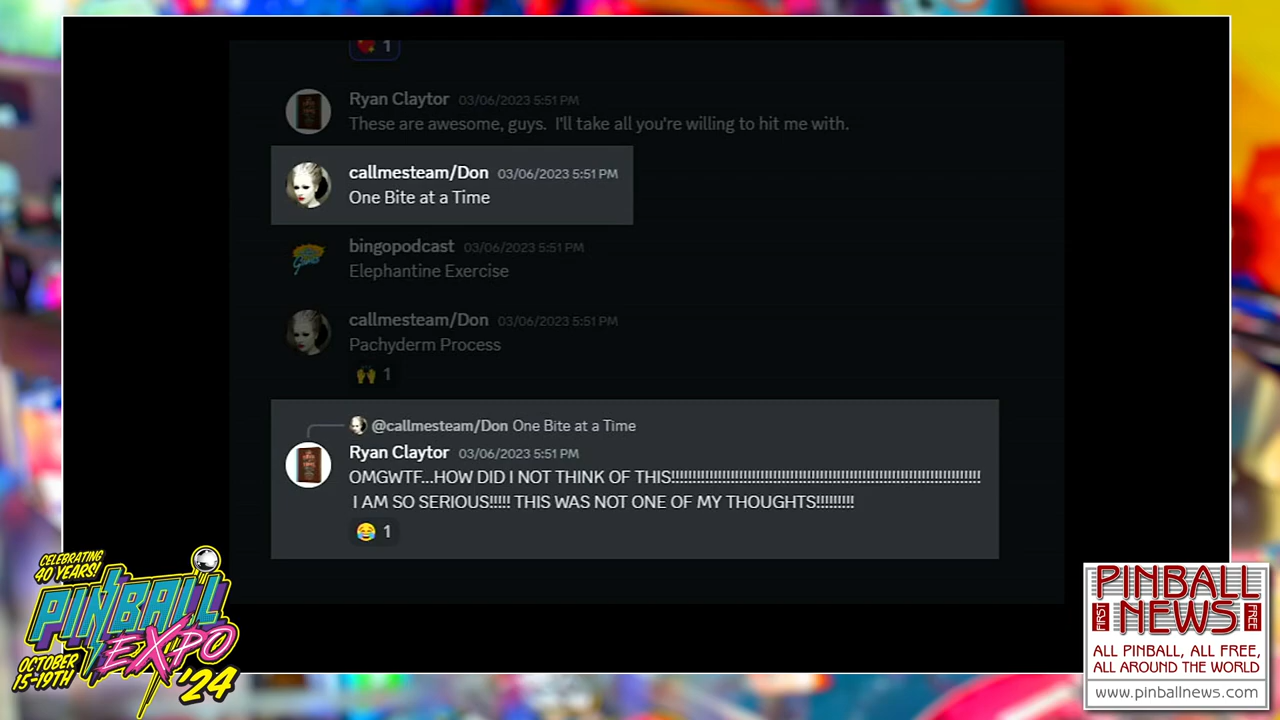 1
Ryan Claytor 03/06/2023 5:51 PM
These are awesome, guys. I'll take all you're willing to hit me with.
callmesteam/Don 03/06/2023 5:51 PM
One Bite at a Time
bingopodcast 03/06/2023 5:51 PM
Elephantine Exercise
callmesteam/Don 03/06/2023 5:51 PM
Pachyderm Process
1
@callmesteam/Don One Bite at a Time
Ryan Claytor 03/06/2023 5:51 PM
OMGWTF...HOW DID I NOT THINK OF THIS!!!!!!!!!!!!!!!!!!!!!!!!!!!!!!!!!!!!!!!!!!!!!!!!!!!!!!!!!!!!!!!!!!!!!!!!!!
I AM SO SERIOUS!!!!! THIS WAS NOT ONE OF MY THOUGHTS!!!!!!!!!
1
CELEBRATING
40 YEARS!
PINBALL
EXPO
OCTOBER
15-19TH
'24
PINBALL
FIRST NEWS FREE
ALL PINBALL, ALL FREE,
ALL AROUND THE WORLD
www.pinballnews.com